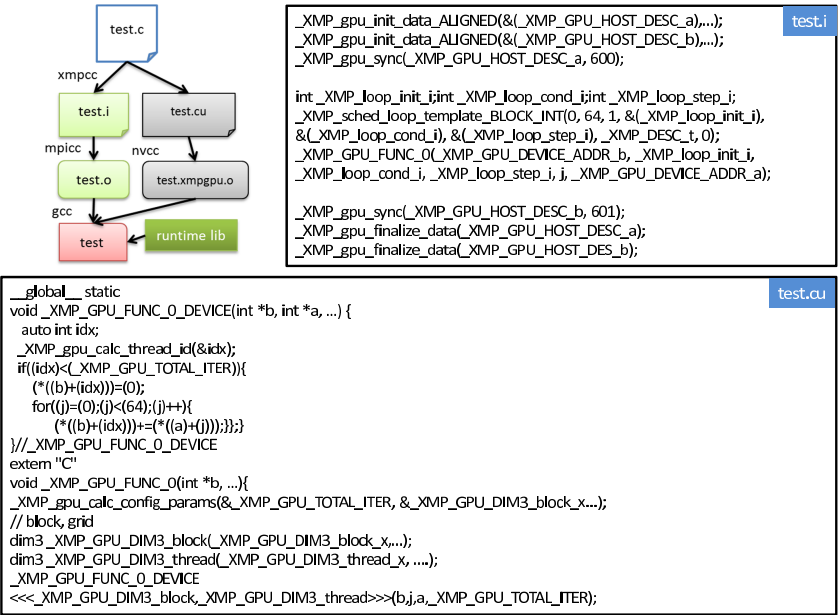 test.c
xmpcc
test.i
test.cu
mpicc
nvcc
test.o
test.xmpgpu.o
gcc
test
runtime lib
test.i
_XMP_gpu_init_data_ALIGNED(&(_XMP_GPU_HOST_DESC_a),...);
_XMP_gpu_init_data_ALIGNED(&(_XMP_GPU_HOST_DESC_b),...);
_XMP_gpu_sync(_XMP_GPU_HOST_DESC_a, 600);
int _XMP_loop_init_i;int _XMP_loop_cond_i;int _XMP_loop_step_i;
_XMP_sched_loop_template_BLOCK_INT(0, 64, 1, &(_XMP_loop_init_i),
&(_XMP_loop_cond_i), &(_XMP_loop_step_i), _XMP_DESC_t, 0);
_XMP_GPU_FUNC_0(_XMP_GPU_DEVICE_ADDR_b, _XMP_loop_init_i,
_XMP_loop_cond_i, _XMP_loop_step_i, j, _XMP_GPU_DEVICE_ADDR_a);
_XMP_gpu_sync(_XMP_GPU_HOST_DESC_b, 601);
_XMP_gpu_finalize_data(_XMP_GPU_HOST_DESC_a);
_XMP_gpu_finalize_data(_XMP_GPU_HOST_DES_b);
test.cu
__global__ static
void _XMP_GPU_FUNC_0_DEVICE(int *b, int *a, ...) {
auto int idx;
_XMP_gpu_calc_thread_id(&idx);
if((idx)<(_XMP_GPU_TOTAL_ITER)){
(*((b)+(idx)))=(0);
for((j)=(0);(j)<(64);(j)++){
(*((b)+(idx)))+=(*((a)+(j)));}};}
}//_XMP_GPU_FUNC_0_DEVICE
extern "C"
void _XMP_GPU_FUNC_0(int *b, ...){
_XMP_gpu_calc_config_params(&_XMP_GPU_TOTAL_ITER, &_XMP_GPU_DIM3_block_x...);
// block, grid
dim3 _XMP_GPU_DIM3_block(_XMP_GPU_DIM3_block_x,...);
dim3 _XMP_GPU_DIM3_thread(_XMP_GPU_DIM3_thread_x, ....);
_XMP_GPU_FUNC_0_DEVICE
<<<_XMP_GPU_DIM3_block,_XMP_GPU_DIM3_thread>>>(b,j,a,_XMP_GPU_TOTAL_ITER);